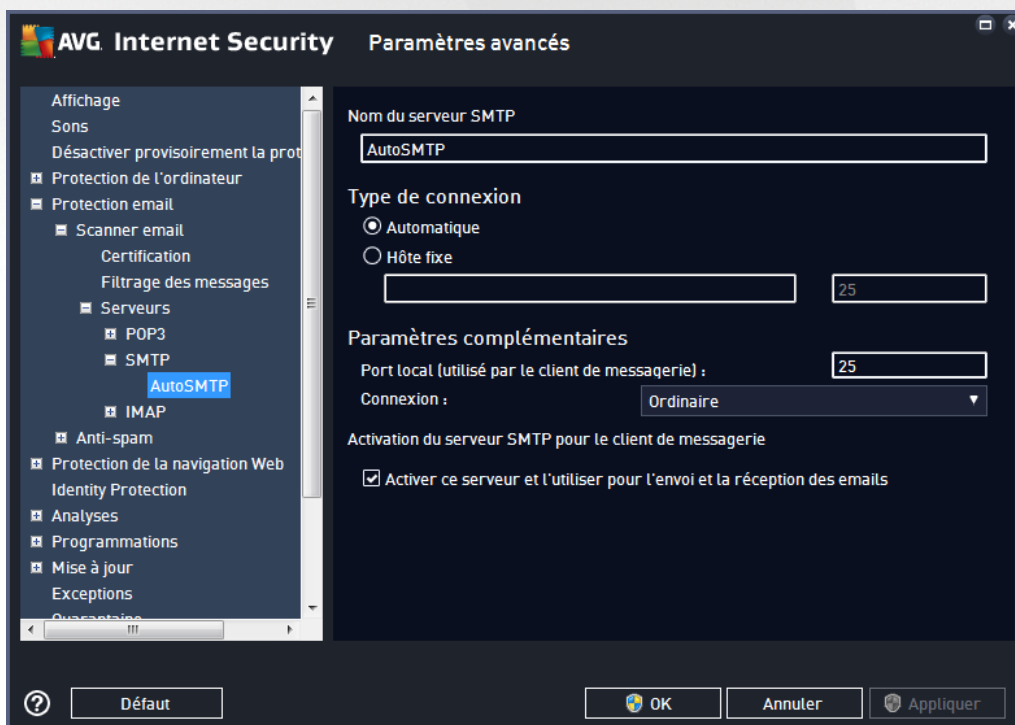 AVG. Internet Security Paramètres avancés
Affichage
Sons
Désactiver provisoirement la prot
Protection de l'ordinateur
Protection email
Scanner email
Certification
Filtrage des messages
Serveurs
POP3
SMTP
AutoSMTP
IMAP
Anti-spam
Protection de la navigation Web
Identity Protection
Analyses
Programmations
Mise à jour
Exceptions
Quarantaine
Nom du serveur SMTP
AutoSMTP
Type de connexion
Automatique
Hôte fixe
25
Paramètres complémentaires
Port local (utilisé par le client de messagerie) : 25
Connexion : Ordinaire
Activation du serveur SMTP pour le client de messagerie
Activer ce serveur et l'utiliser pour l'envoi et la réception des emails
Défaut OK Annuler Appliquer